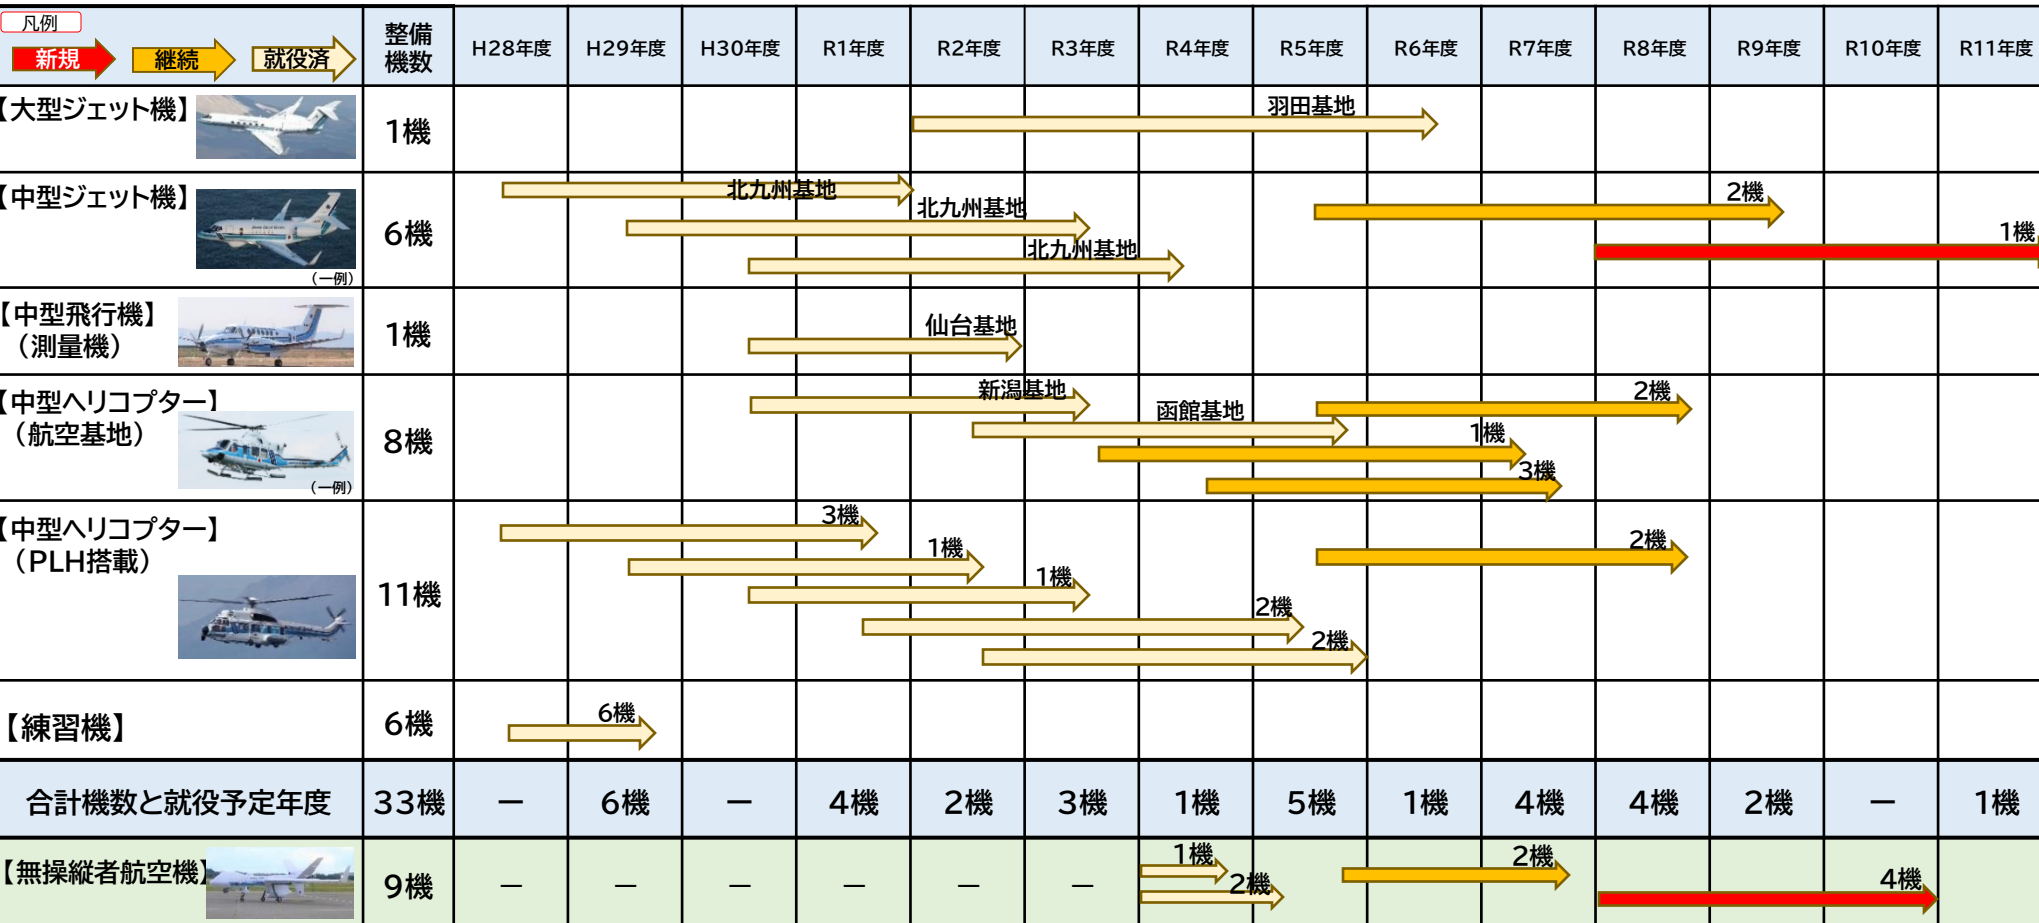 凡例
新規
継続
就役済
整備
機数
H28年度
H29年度
H30年度
R1年度
R2年度
R3年度
R4年度
R5年度
R6年度
R7年度
R8年度
R9年度
R10年度
R11年度
【大型ジェット機】
1機
羽田基地
【中型ジェット機】
(一例)
6機
北九州基地
北九州基地
北九州基地
2機
1機
【中型飛行機】
(測量機)
1機
仙台基地
【中型ヘリコプター】
(航空基地)
(一例)
8機
新潟基地
函館基地
2機
1機
3機
【中型ヘリコプター】
(PLH搭載)
11機
3機
1機
1機
2機
2機
2機
【練習機】
6機
6機
合計機数と就役予定年度
33機
－
6機
－
4機
2機
3機
1機
5機
1機
4機
4機
2機
－
1機
【無操縦者航空機】
9機
－
－
－
－
－
－
1機
2機
2機
4機